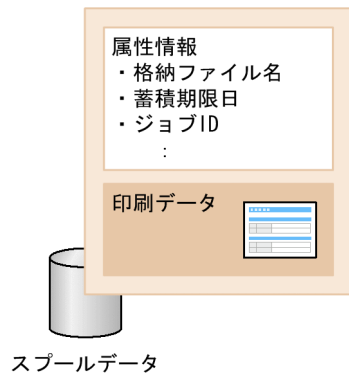 属性情報
・格納ファイル名
・蓄積期限日
・ジョブID
：
印刷データ
スプールデータ